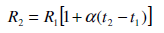 R₂ = R₁[1 + α(t₂ − t₁)]